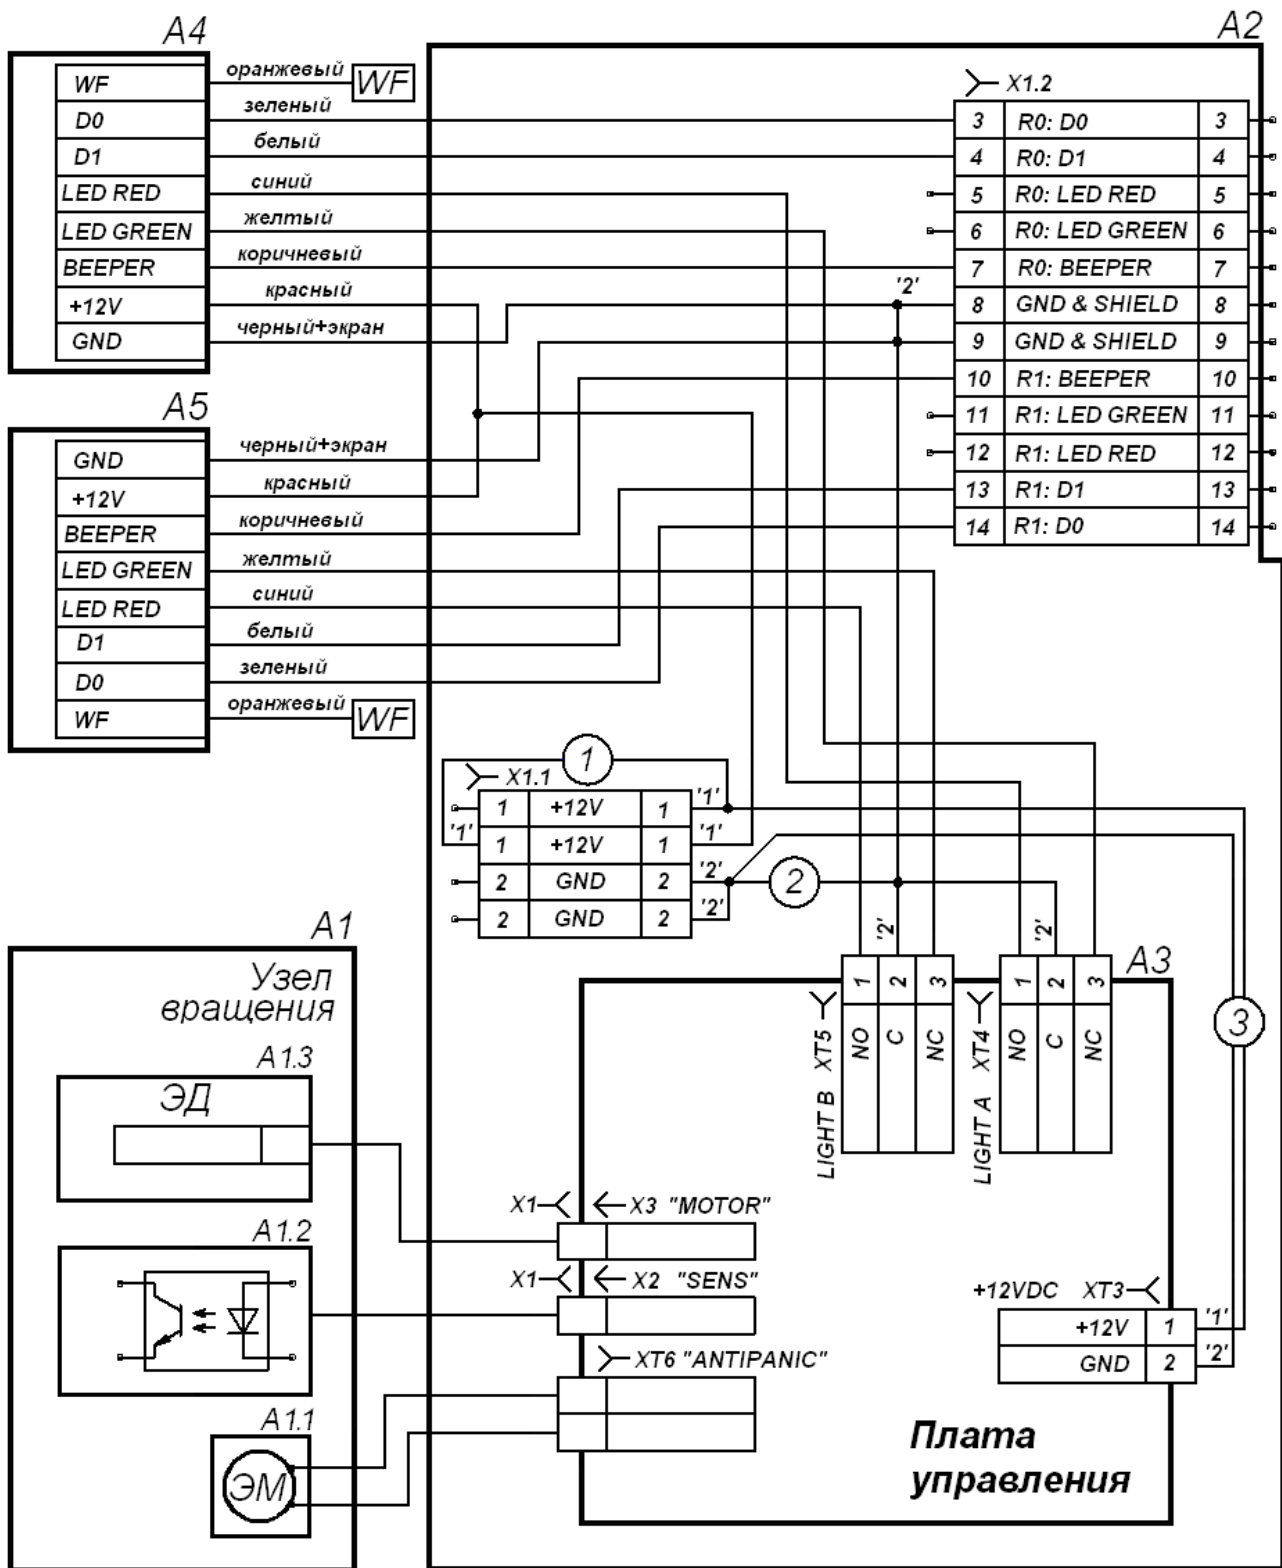 A4
WF оранжевый WF
D0 зеленый
D1 белый
LED RED синий
LED GREEN желтый
BEEPER коричневый
+12V красный
GND черный+экран
A5
GND черный+экран
+12V красный
BEEPER коричневый
LED GREEN желтый
LED RED синий
D1 белый
D0 зеленый
WF оранжевый WF
A2
X1.2
3 R0: D0 3
4 R0: D1 4
5 R0: LED RED 5
6 R0: LED GREEN 6
7 R0: BEEPER 7
'2' 8 GND & SHIELD 8
9 GND & SHIELD 9
10 R1: BEEPER 10
11 R1: LED GREEN 11
12 R1: LED RED 12
13 R1: D1 13
14 R1: D0 14
1
X1.1
1 +12V 1 '1'
'1' 1 +12V 1 '1'
2 GND 2 '2'
2 GND 2 '2'
2
'2'
'2'
3
A1
Узел
вращения
A1.3
ЭД
A1.2
A1.1
ЭМ
A3
LIGHT B XT5
1 NO
2 C
3 NC
LIGHT A XT4
1 NO
2 C
3 NC
X1 X3 "MOTOR"
X1 X2 "SENS"
XT6 "ANTIPANIC"
+12VDC XT3
+12V 1 '1'
GND 2 '2'
Плата
управления